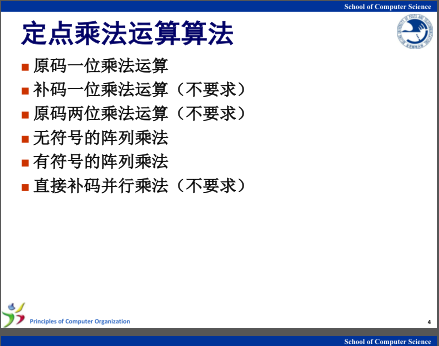 School of Computer Science
定点乘法运算算法
原码一位乘法运算
补码一位乘法运算（不要求）
原码两位乘法运算（不要求）
无符号的阵列乘法
有符号的阵列乘法
直接补码并行乘法（不要求）
Principles of Computer Organization
4
School of Computer Science